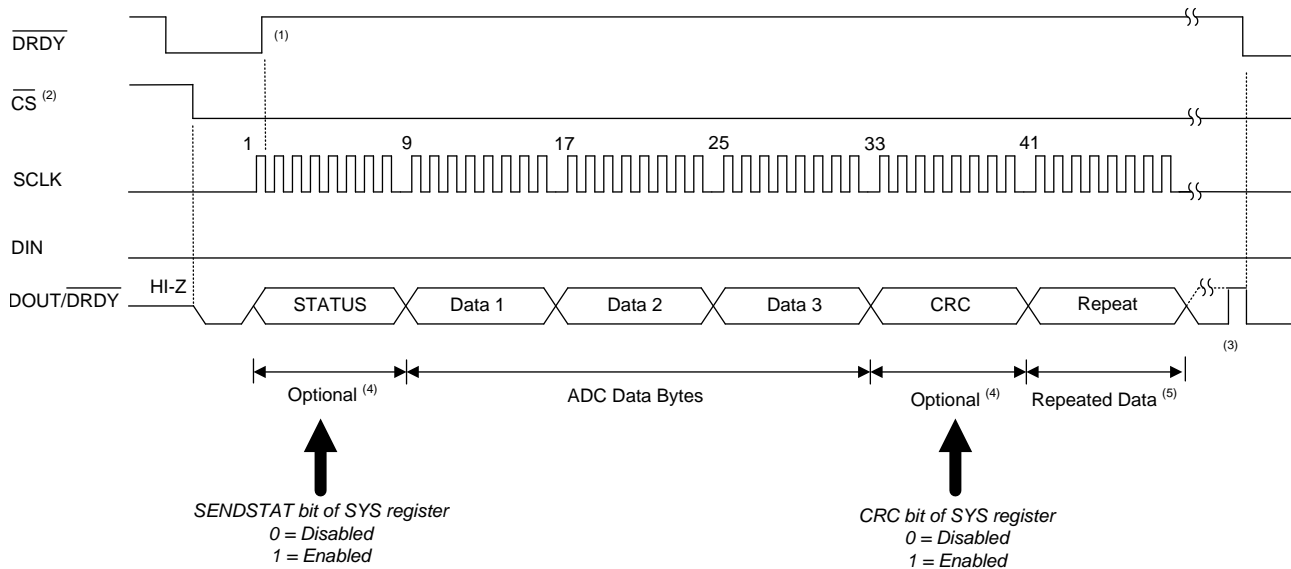 DRDY
(1)
CS (2)
1 9 17 25 33 41
SCLK
DIN
DOUT/DRDY HI-Z STATUS Data 1 Data 2 Data 3 CRC Repeat
(3)
Optional (4) ADC Data Bytes Optional (4) Repeated Data (5)
SENDSTAT bit of SYS register
0 = Disabled
1 = Enabled
CRC bit of SYS register
0 = Disabled
1 = Enabled